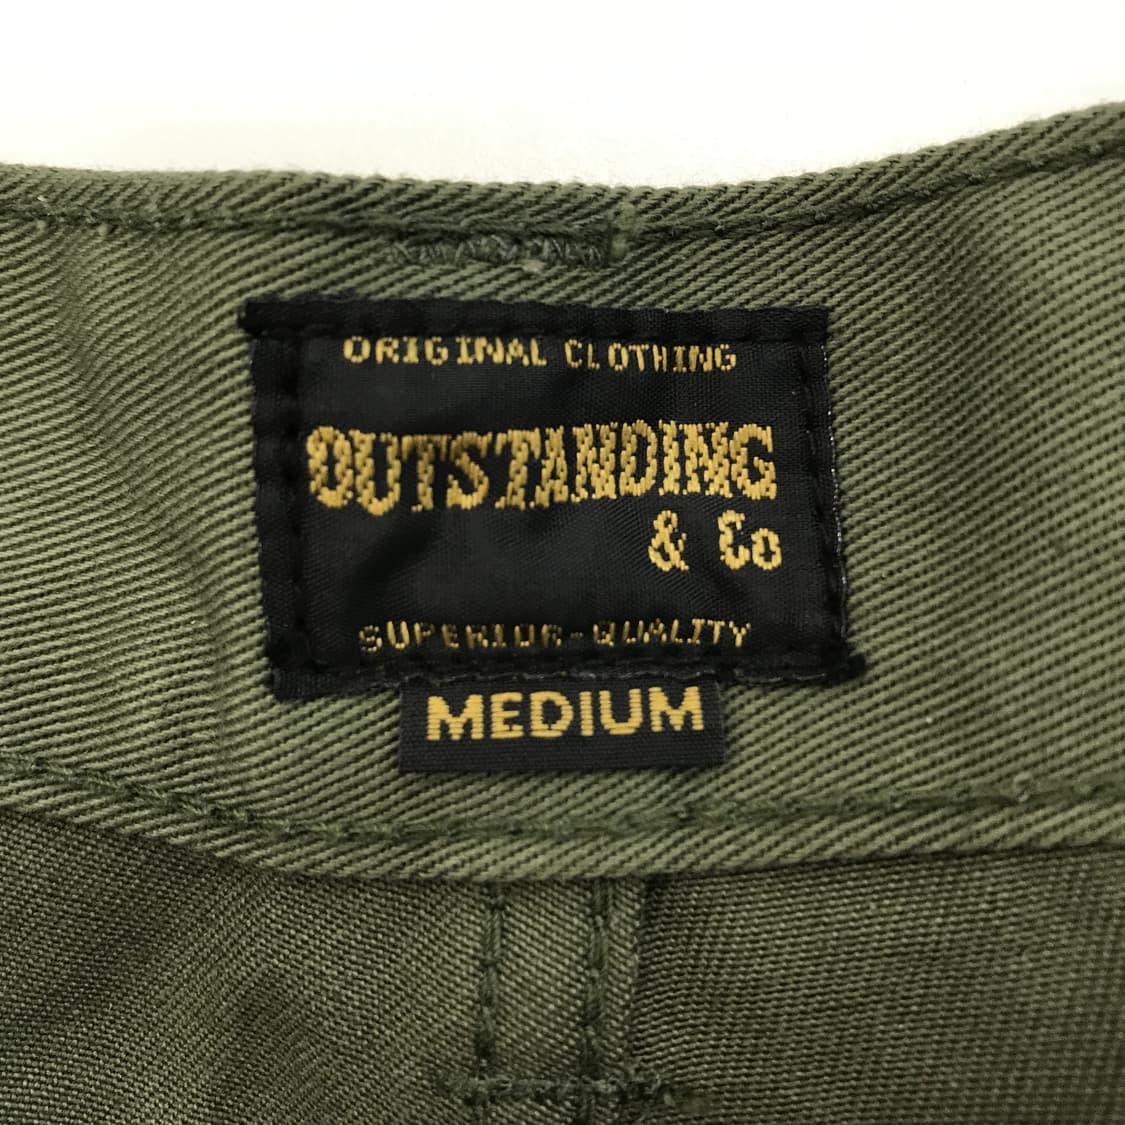 ORIGINAL CLOTHING
OUTSTANDING
& Co
SUPERIOR-QUALITY
MEDIUM